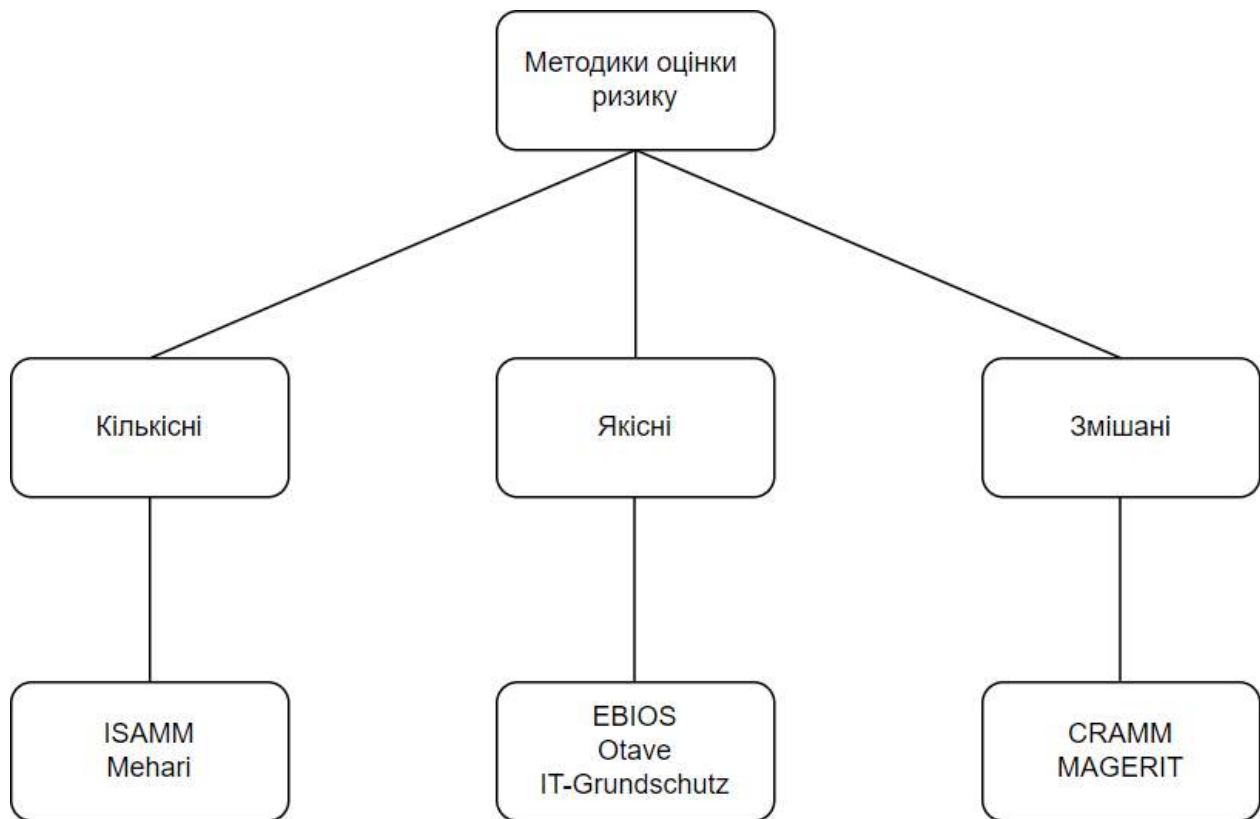 Методики оцінки
ризику
Кількісні
Якісні
Змішані
ISAMM
Mehari
EBIOS
Otave
IT-Grundschutz
CRAMM
MAGERIT